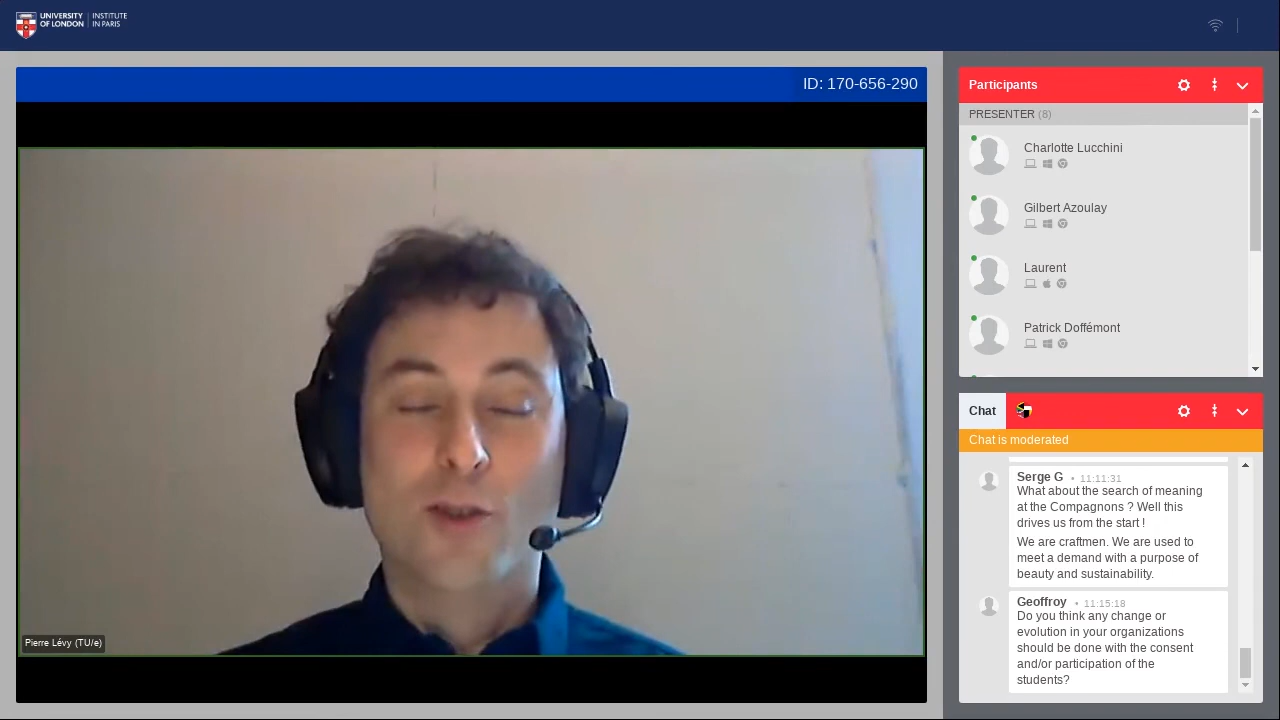 UNIVERSITY
OF LONDON
INSTITUTE
IN PARIS
ID: 170-656-290
Pierre Lévy (TU/e)
Participants
PRESENTER (8)
Charlotte Lucchini
Gilbert Azoulay
Laurent
Patrick Doffémont
Chat
Chat is moderated
Serge G • 11:11:31
What about the search of meaning
at the Compagnons ? Well this
drives us from the start !
We are craftmen. We are used to
meet a demand with a purpose of
beauty and sustainability.
Geoffroy • 11:15:18
Do you think any change or
evolution in your organizations
should be done with the consent
and/or participation of the
students?